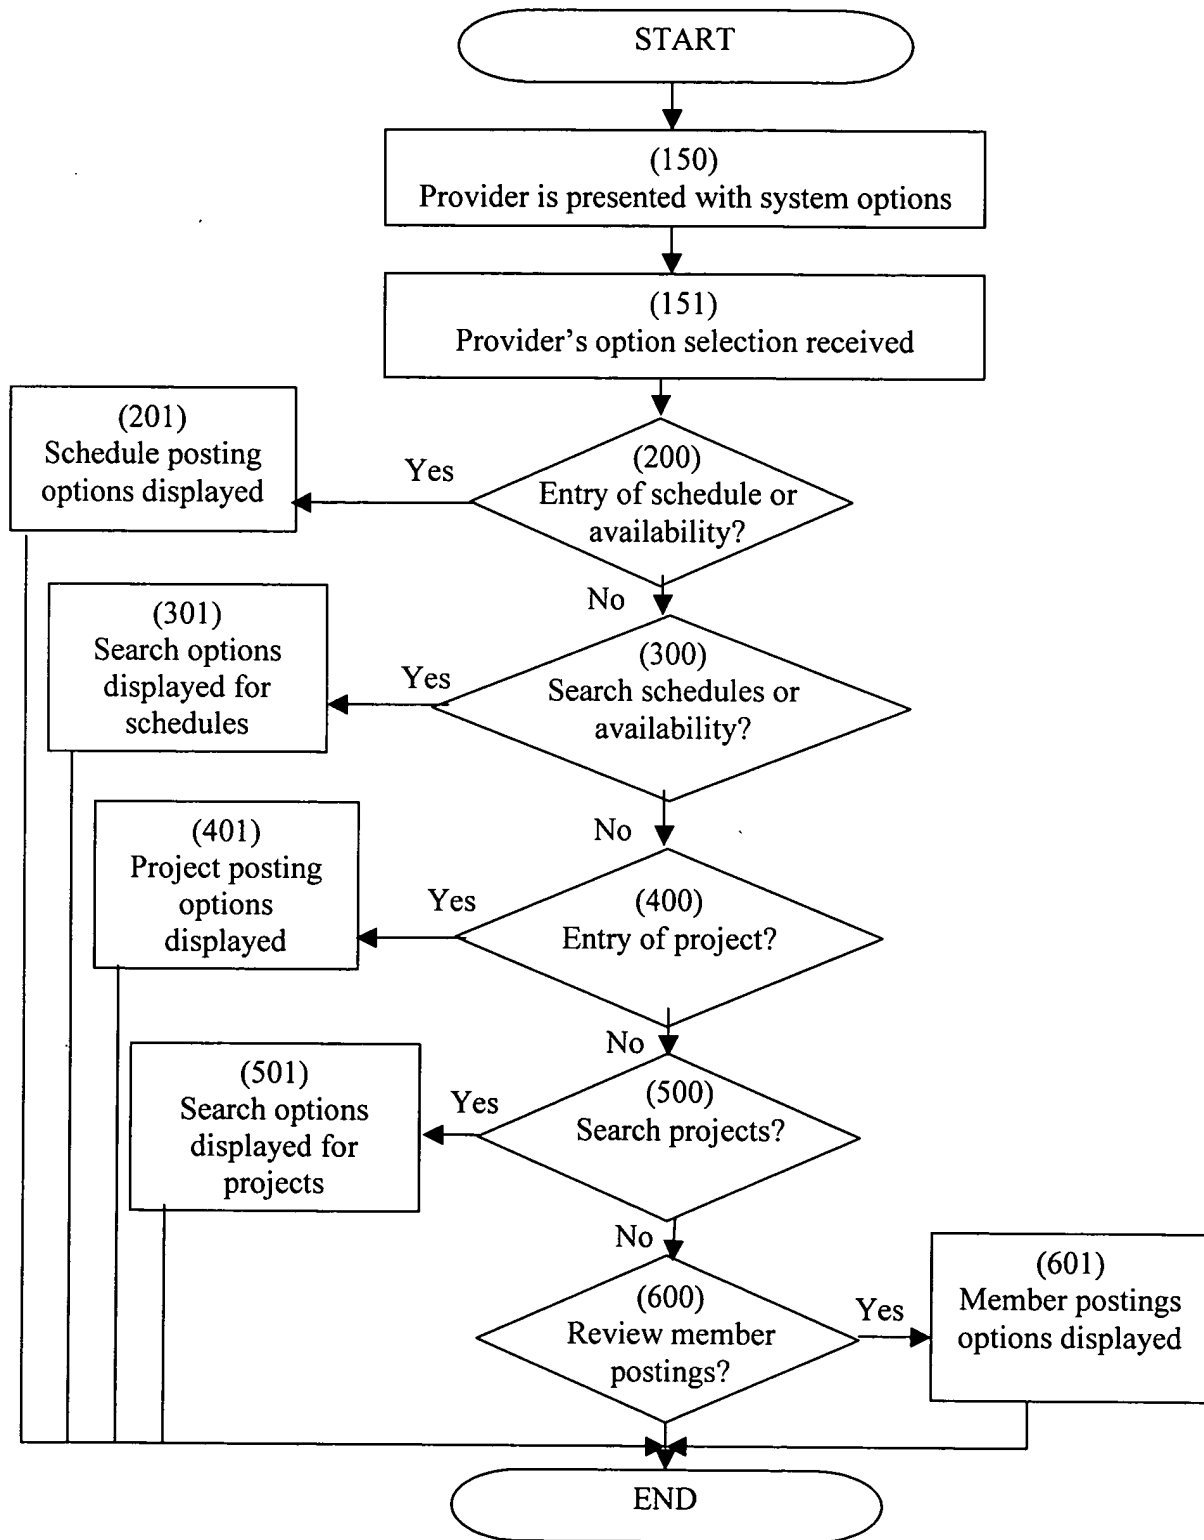 START
(150)
Provider is presented with system options
(151)
Provider's option selection received
(201)
Schedule posting
options displayed
Yes
(200)
Entry of schedule or
availability?
No
(301)
Search options
displayed for
schedules
Yes
(300)
Search schedules or
availability?
No
(401)
Project posting
options
displayed
Yes
(400)
Entry of project?
No
(501)
Search options
displayed for
projects
Yes
(500)
Search projects?
No
(600)
Review member
postings?
Yes
(601)
Member postings
options displayed
END